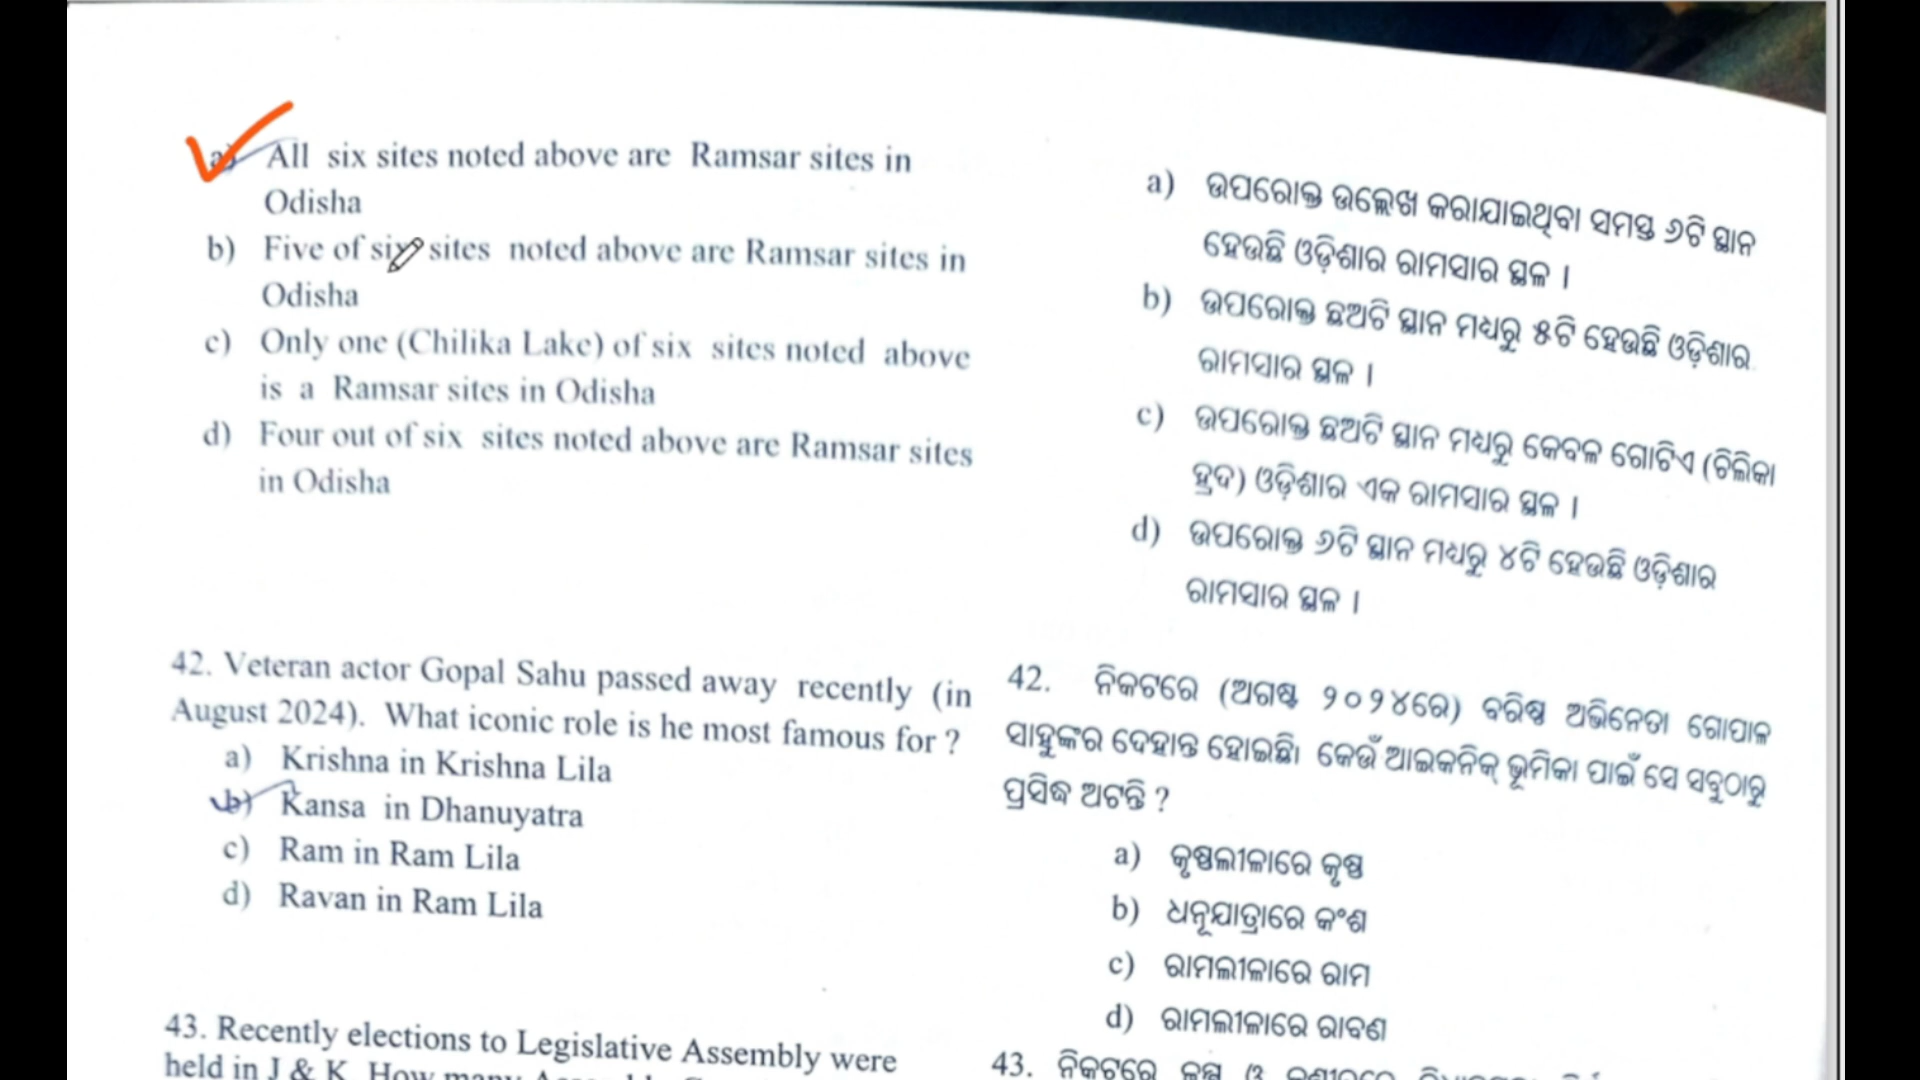 a) All six sites noted above are Ramsar sites in
Odisha
b) Five of six sites noted above are Ramsar sites in
Odisha
c) Only one (Chilika Lake) of six sites noted above
is a Ramsar sites in Odisha
d) Four out of six sites noted above are Ramsar sites
in Odisha
42. Veteran actor Gopal Sahu passed away recently (in
August 2024). What iconic role is he most famous for ?
a) Krishna in Krishna Lila
b) Kansa in Dhanuyatra
c) Ram in Ram Lila
d) Ravan in Ram Lila
43. Recently elections to Legislative Assembly were
held in J & K. How many
a) ଉପରୋକ୍ତ ଉଲ୍ଲେଖ କରାଯାଇଥିବା ସମସ୍ତ ୬ଟି ସ୍ଥାନ
ହେଉଛି ଓଡ଼ିଶାର ରାମସାର ସ୍ଥଳ ।
b) ଉପରୋକ୍ତ ଛଅଟି ସ୍ଥାନ ମଧ୍ୟରୁ ୫ଟି ହେଉଛି ଓଡ଼ିଶାର
ରାମସାର ସ୍ଥଳ ।
c) ଉପରୋକ୍ତ ଛଅଟି ସ୍ଥାନ ମଧ୍ୟରୁ କେବଳ ଗୋଟିଏ (ଚିଲିକା
ହ୍ରଦ) ଓଡ଼ିଶାର ଏକ ରାମସାର ସ୍ଥଳ ।
d) ଉପରୋକ୍ତ ୬ଟି ସ୍ଥାନ ମଧ୍ୟରୁ ୪ଟି ହେଉଛି ଓଡ଼ିଶାର
ରାମସାର ସ୍ଥଳ ।
42. ନିକଟରେ (ଅଗଷ୍ଟ ୨୦୨୪ରେ) ବରିଷ୍ଠ ଅଭିନେତା ଗୋପାଳ
ସାହୁଙ୍କର ଦେହାନ୍ତ ହୋଇଛି। କେଉଁ ଆଇକନିକ୍ ଭୂମିକା ପାଇଁ ସେ ସବୁଠାରୁ
ପ୍ରସିଦ୍ଧ ଅଟନ୍ତି ?
a) କୃଷ୍ଣଲୀଳାରେ କୃଷ୍ଣ
b) ଧନୂଯାତ୍ରାରେ କଂଶ
c) ରାମଲୀଳାରେ ରାମ
d) ରାମଲୀଳାରେ ରାବଣ
43. ନିକଟରେ